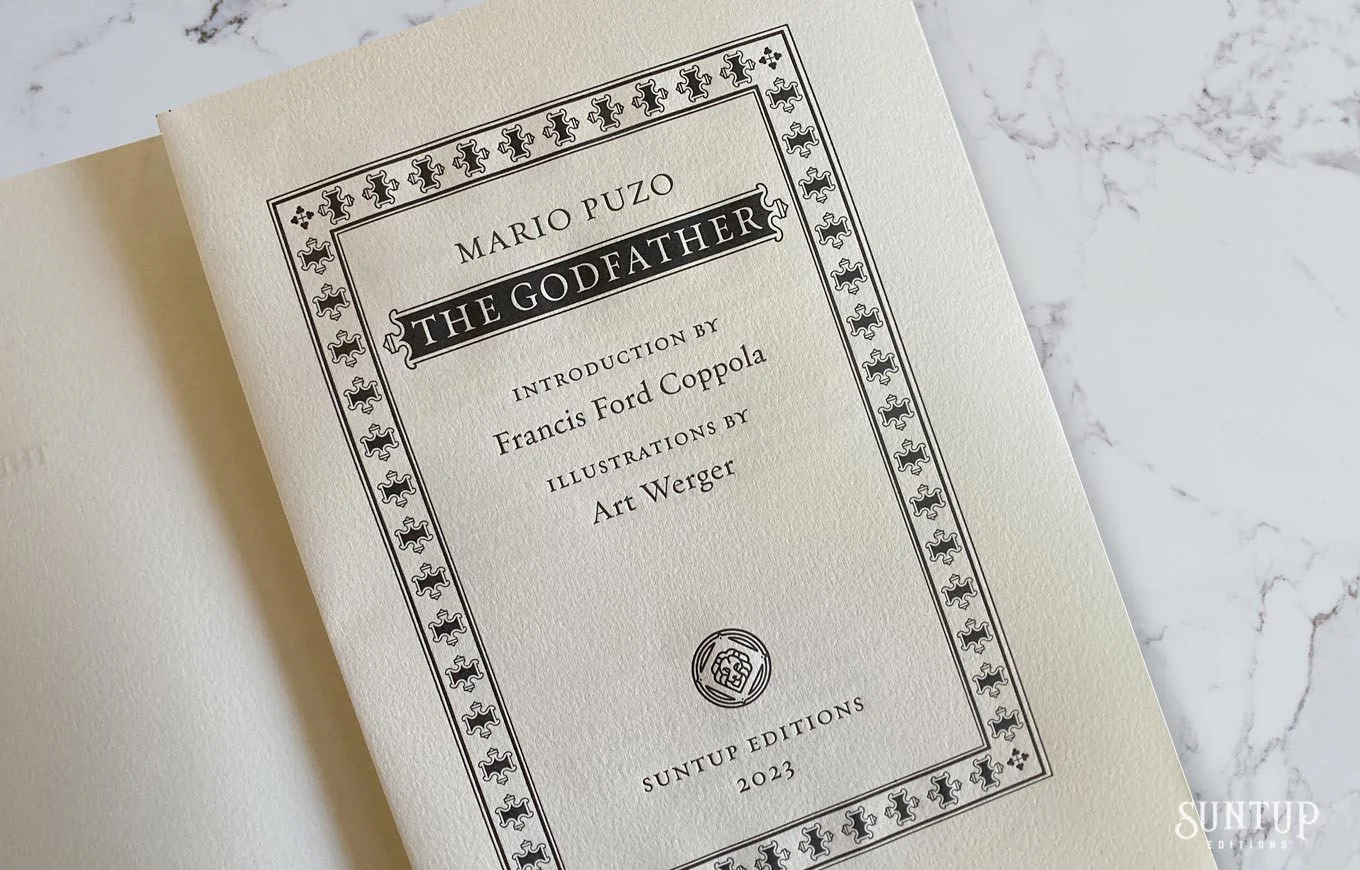 MARIO PUZO
THE GODFATHER
INTRODUCTION BY
Francis Ford Coppola
ILLUSTRATIONS BY
Art Werger
SUNTUP EDITIONS
2023
SUNTUP
EDITIONS